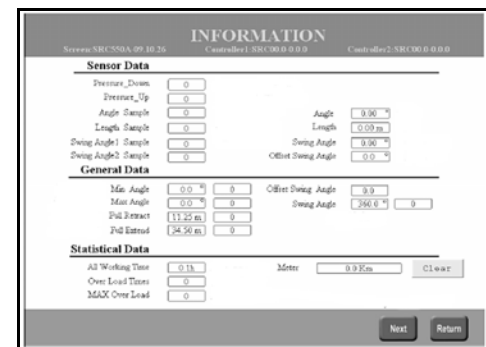 INFORMATION
Screen:SRC550A 09.10.26 Controller1:SRC00.0 0.0.0 Controller2:SRC00.0.0.0.0
Sensor Data
Pressure_Down 0
Pressure_Up 0
Angle Sample 0 Angle 0.00 °
Length Sample 0 Length 0.00 m
Swing Angle1 Sample 0 Swing Angle 0.00 °
Swing Angle2 Sample 0 Offset Swing Angle 0.0 °
General Data
Min Angle 0.0 ° 0 Offset Swing Angle 0.0
Max Angle 0.0 ° 0 Swing Angle 360.0 ° 0
Full Retract 11.25 m 0
Full Extend 34.50 m 0
Statistical Data
All Working Time 0.1h Meter 0.0 Km Clear
Over Load Times 0
MAX Over Load 0
Next Return